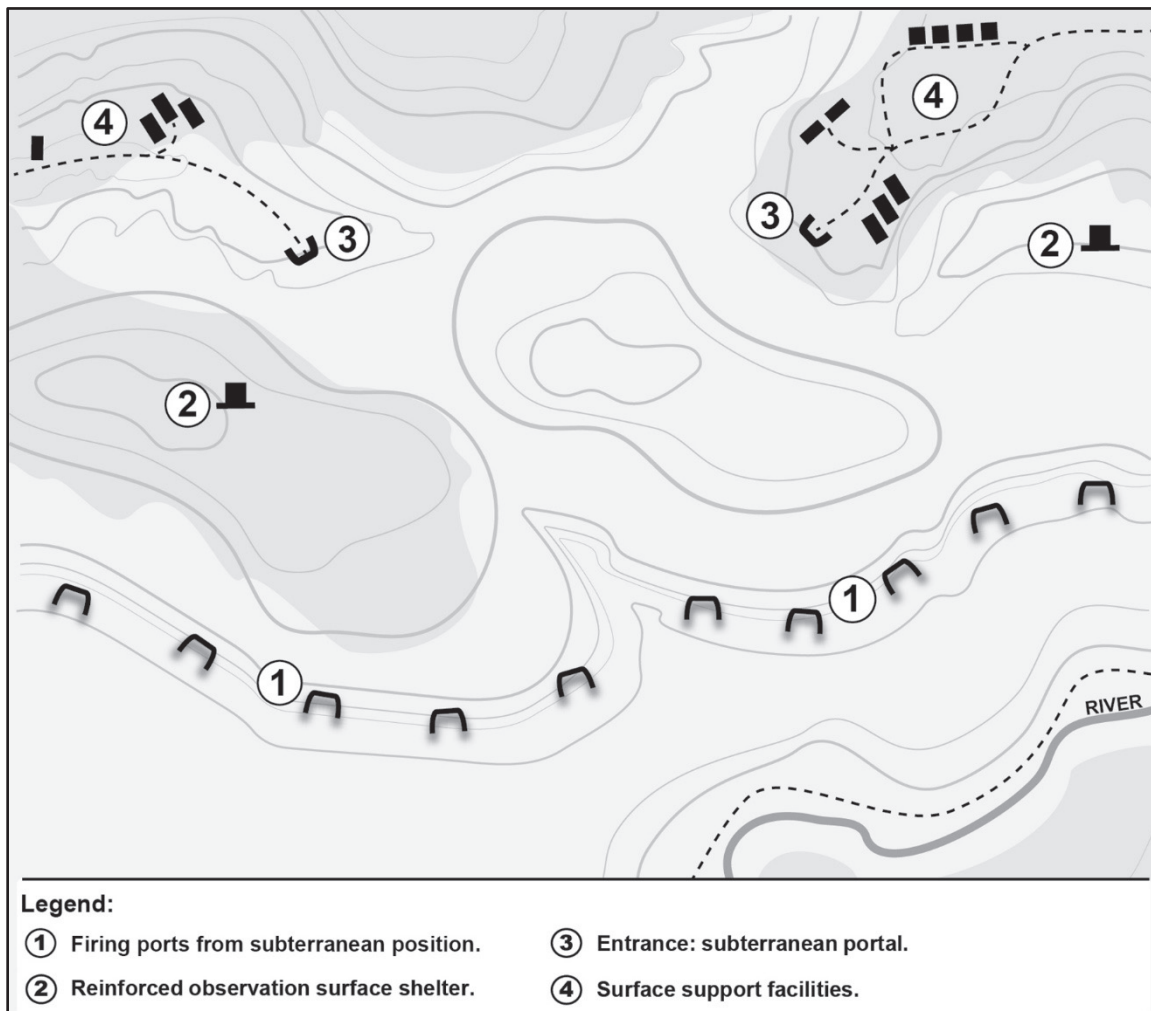 4
4
3
3
2
2
1
1
RIVER
Legend:
1 Firing ports from subterranean position.
2 Reinforced observation surface shelter.
3 Entrance: subterranean portal.
4 Surface support facilities.